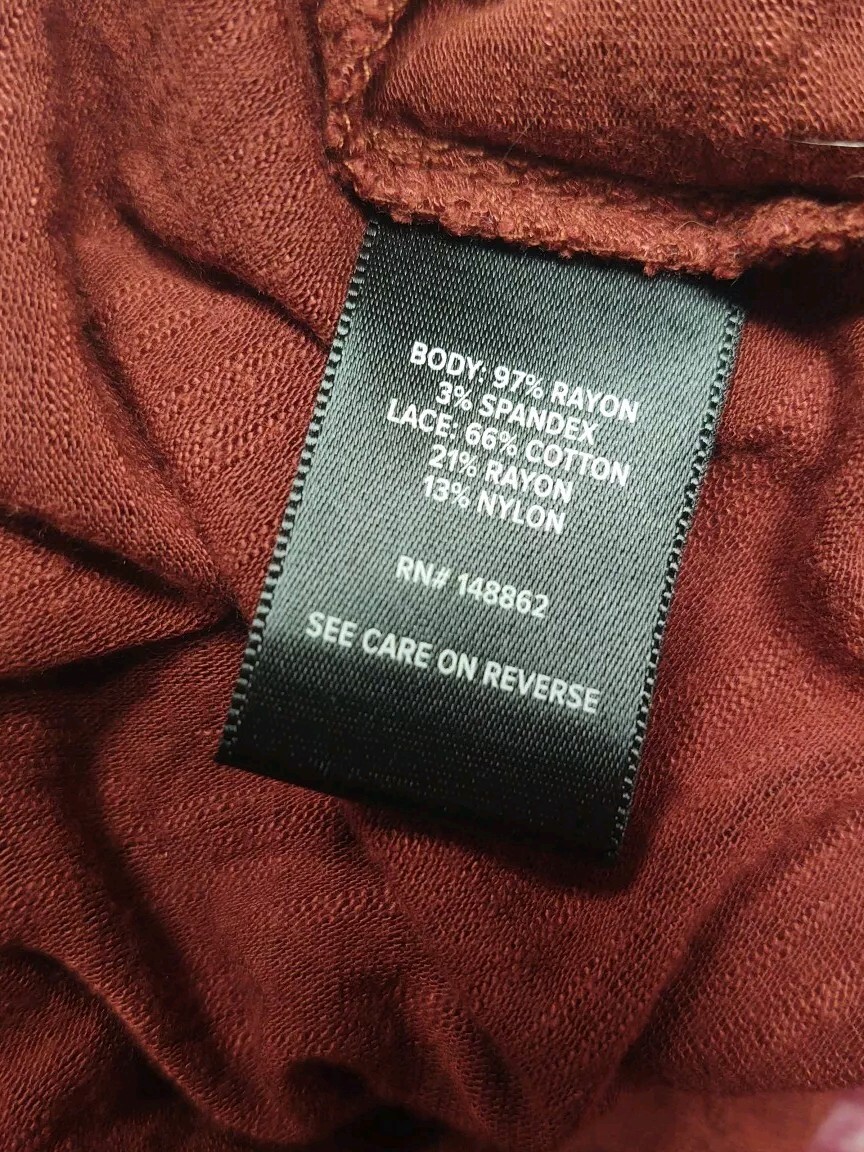 BODY: 97% RAYON
3% SPANDEX
LACE: 66% COTTON
21% RAYON
13% NYLON
RN# 148862
SEE CARE ON REVERSE